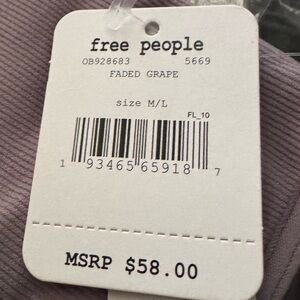 free people
OB928683 5669
FADED GRAPE
size M/L
FL_10
1 93465 65918 7
MSRP $58.00